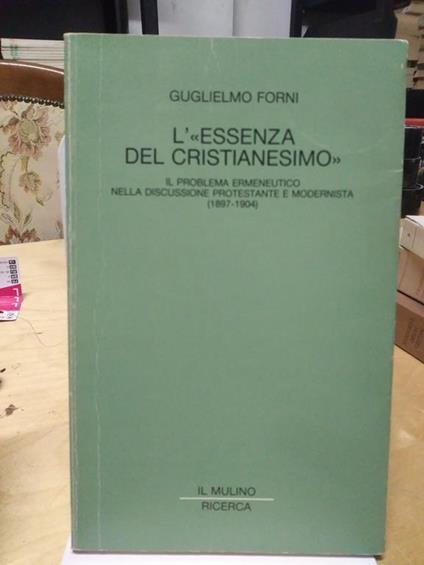 GUGLIELMO FORNI
L'«ESSENZA
DEL CRISTIANESIMO»
IL PROBLEMA ERMENEUTICO
NELLA DISCUSSIONE PROTESTANTE E MODERNISTA
(1897-1904)
IL MULINO
RICERCA